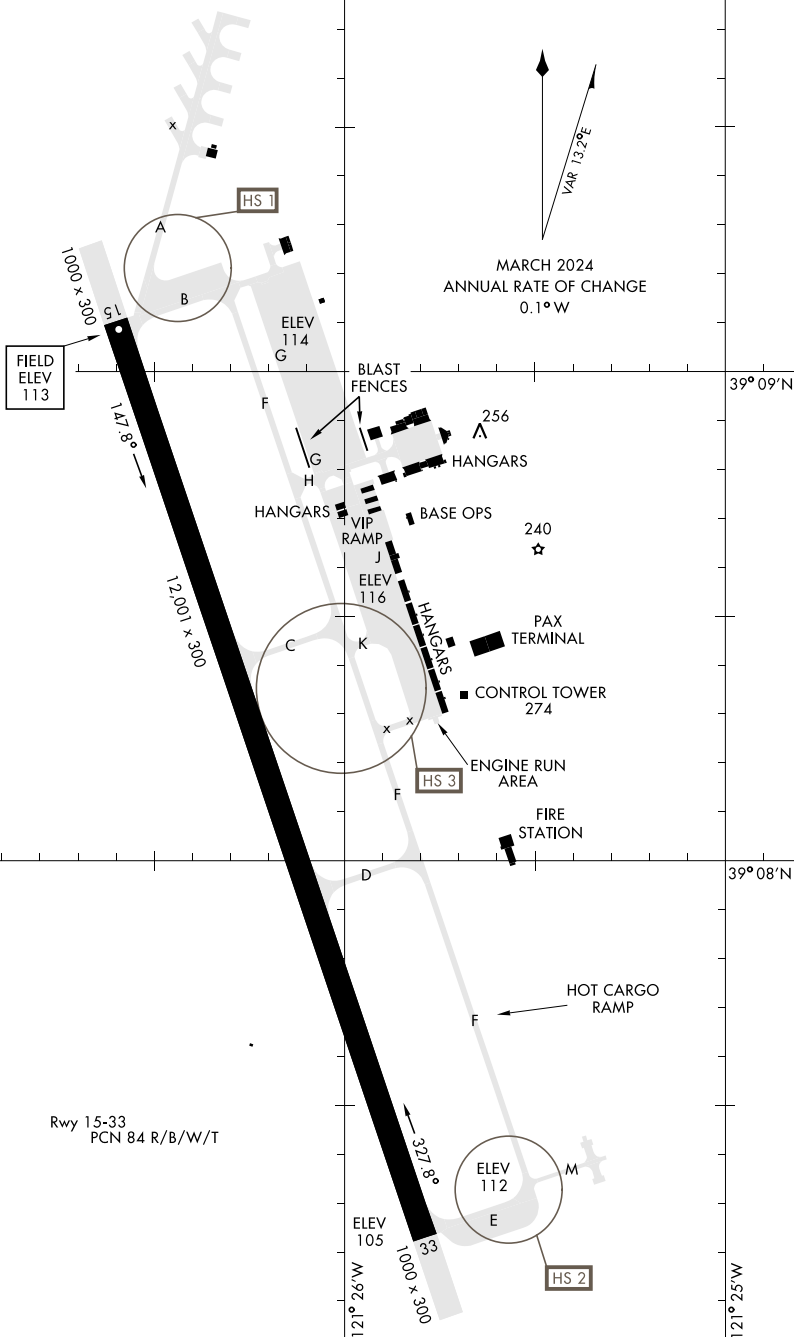 x
HS 1
VAR 13.2°E
A
MARCH 2024
ANNUAL RATE OF CHANGE
0.1° W
1000 x 300
B
15
ELEV
114
G
FIELD
ELEV
113
BLAST
FENCES
39° 09'N
F
147.8°
256
G
H
HANGARS
HANGARS
VIP
RAMP
BASE OPS
240
J
ELEV
116
12,001 x 300
HANGARS
PAX
TERMINAL
C
K
CONTROL TOWER
274
x
x
ENGINE RUN
AREA
HS 3
F
FIRE
STATION
D
39° 08'N
HOT CARGO
RAMP
F
Rwy 15-33
PCN 84 R/B/W/T
327.8°
ELEV
112
M
E
ELEV
105
33
1000 x 300
HS 2
121° 26'W
121° 25'W